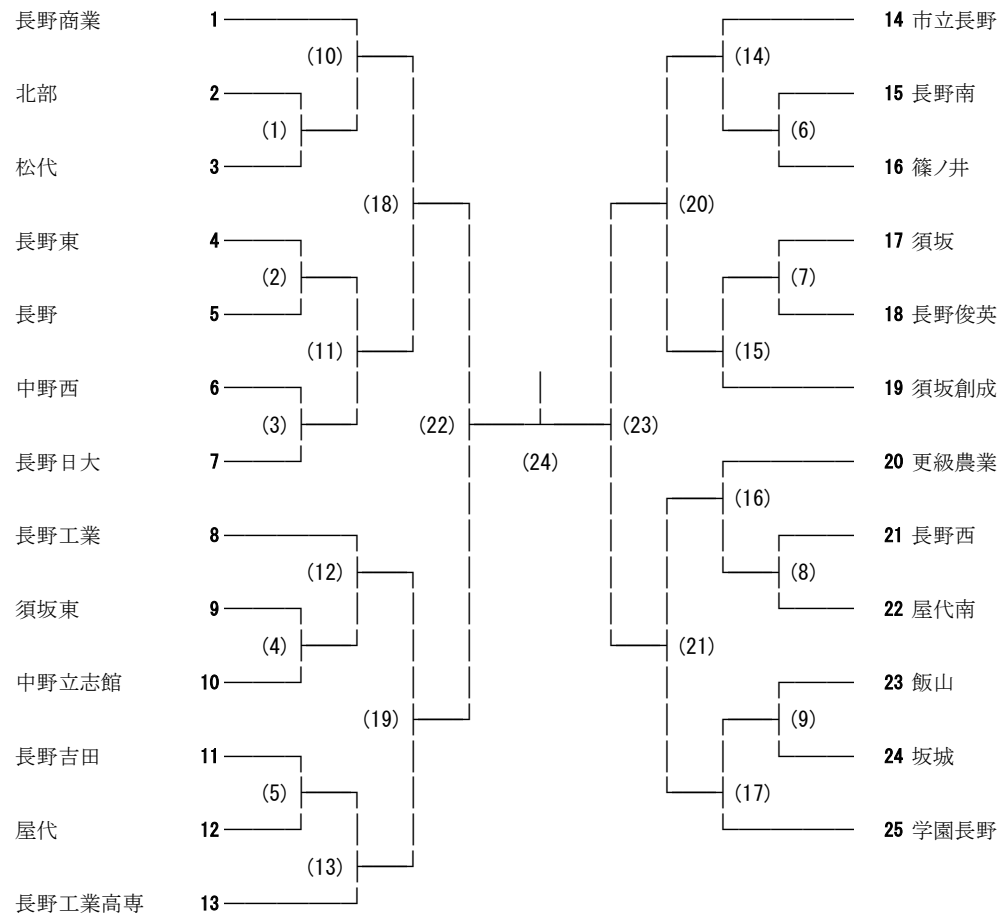 長野商業 1
(10)
北部 2
(1)
松代 3
(18)
長野東 4
(2)
長野 5
(11)
中野西 6
(3)
長野日大 7
(22)
長野工業 8
(12)
須坂東 9
(4)
中野立志館 10
(19)
長野吉田 11
(5)
屋代 12
(13)
長野工業高専 13
(24)
14 市立長野
(14)
15 長野南
(6)
16 篠ノ井
(20)
17 須坂
(7)
18 長野俊英
(15)
19 須坂創成
(23)
20 更級農業
(16)
21 長野西
(8)
22 屋代南
(21)
23 飯山
(9)
24 坂城
(17)
25 学園長野